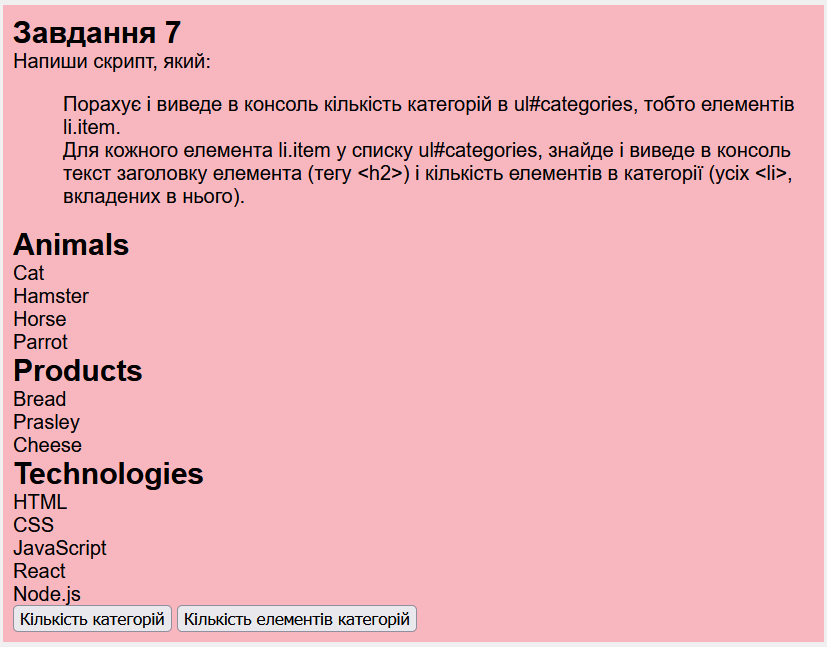 Завдання 7
Напиши скрипт, який:
Порахує і виведе в консоль кількість категорій в ul#categories, тобто елементів
li.item.
Для кожного елемента li.item у списку ul#categories, знайде і виведе в консоль
текст заголовку елемента (тегу <h2>) і кількість елементів в категорії (усіх <li>,
вкладених в нього).
Animals
Cat
Hamster
Horse
Parrot
Products
Bread
Prasley
Cheese
Technologies
HTML
CSS
JavaScript
React
Node.js
Кількість категорій Кількість елементів категорій